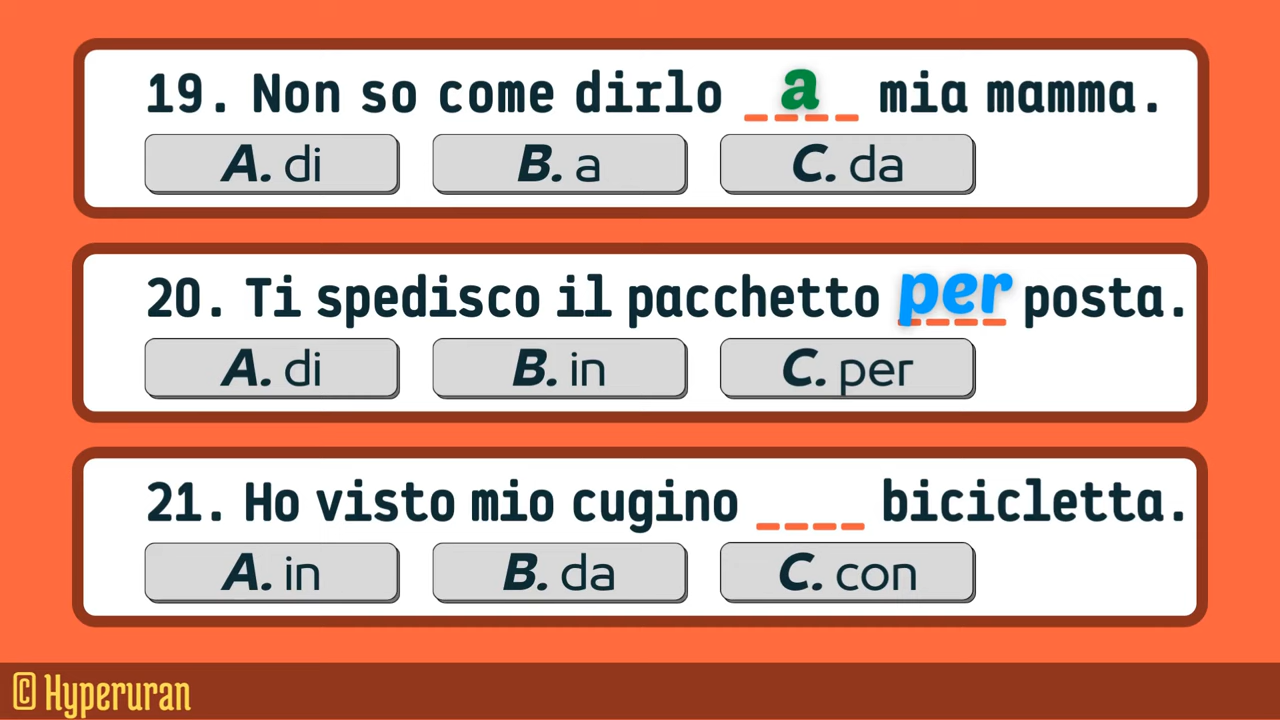 19. Non so come dirlo a mia mamma.
A. di B. a C. da
20. Ti spedisco il pacchetto per posta.
A. di B. in C. per
21. Ho visto mio cugino ____ bicicletta.
A. in B. da C. con
© Hyperuran